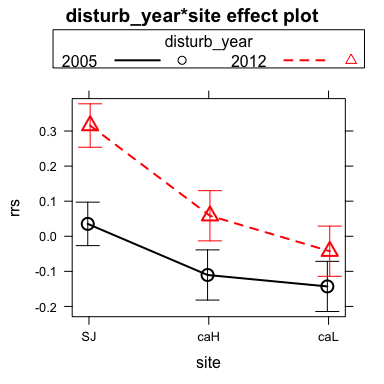 disturb_year*site effect plot
disturb_year
2005 2012
0.3
0.2
0.1
0.0
-0.1
-0.2
rrs
SJ caH caL
site